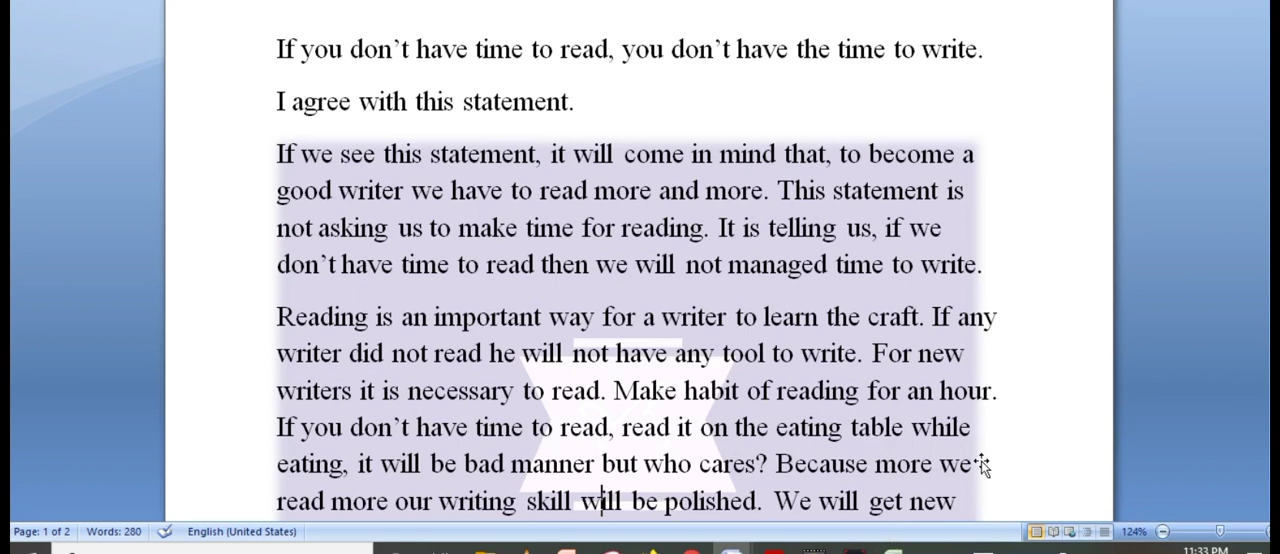 If you don't have time to read, you don't have the time to write.
I agree with this statement.
If we see this statement, it will come in mind that, to become a
good writer we have to read more and more. This statement is
not asking us to make time for reading. It is telling us, if we
don't have time to read then we will not managed time to write.
Reading is an important way for a writer to learn the craft. If any
writer did not read he will not have any tool to write. For new
writers it is necessary to read. Make habit of reading for an hour.
If you don't have time to read, read it on the eating table while
eating, it will be bad manner but who cares? Because more we
read more our writing skill will be polished. We will get new
Page: 1 of 2 Words: 280 English (United States) 124%
11:33 PM